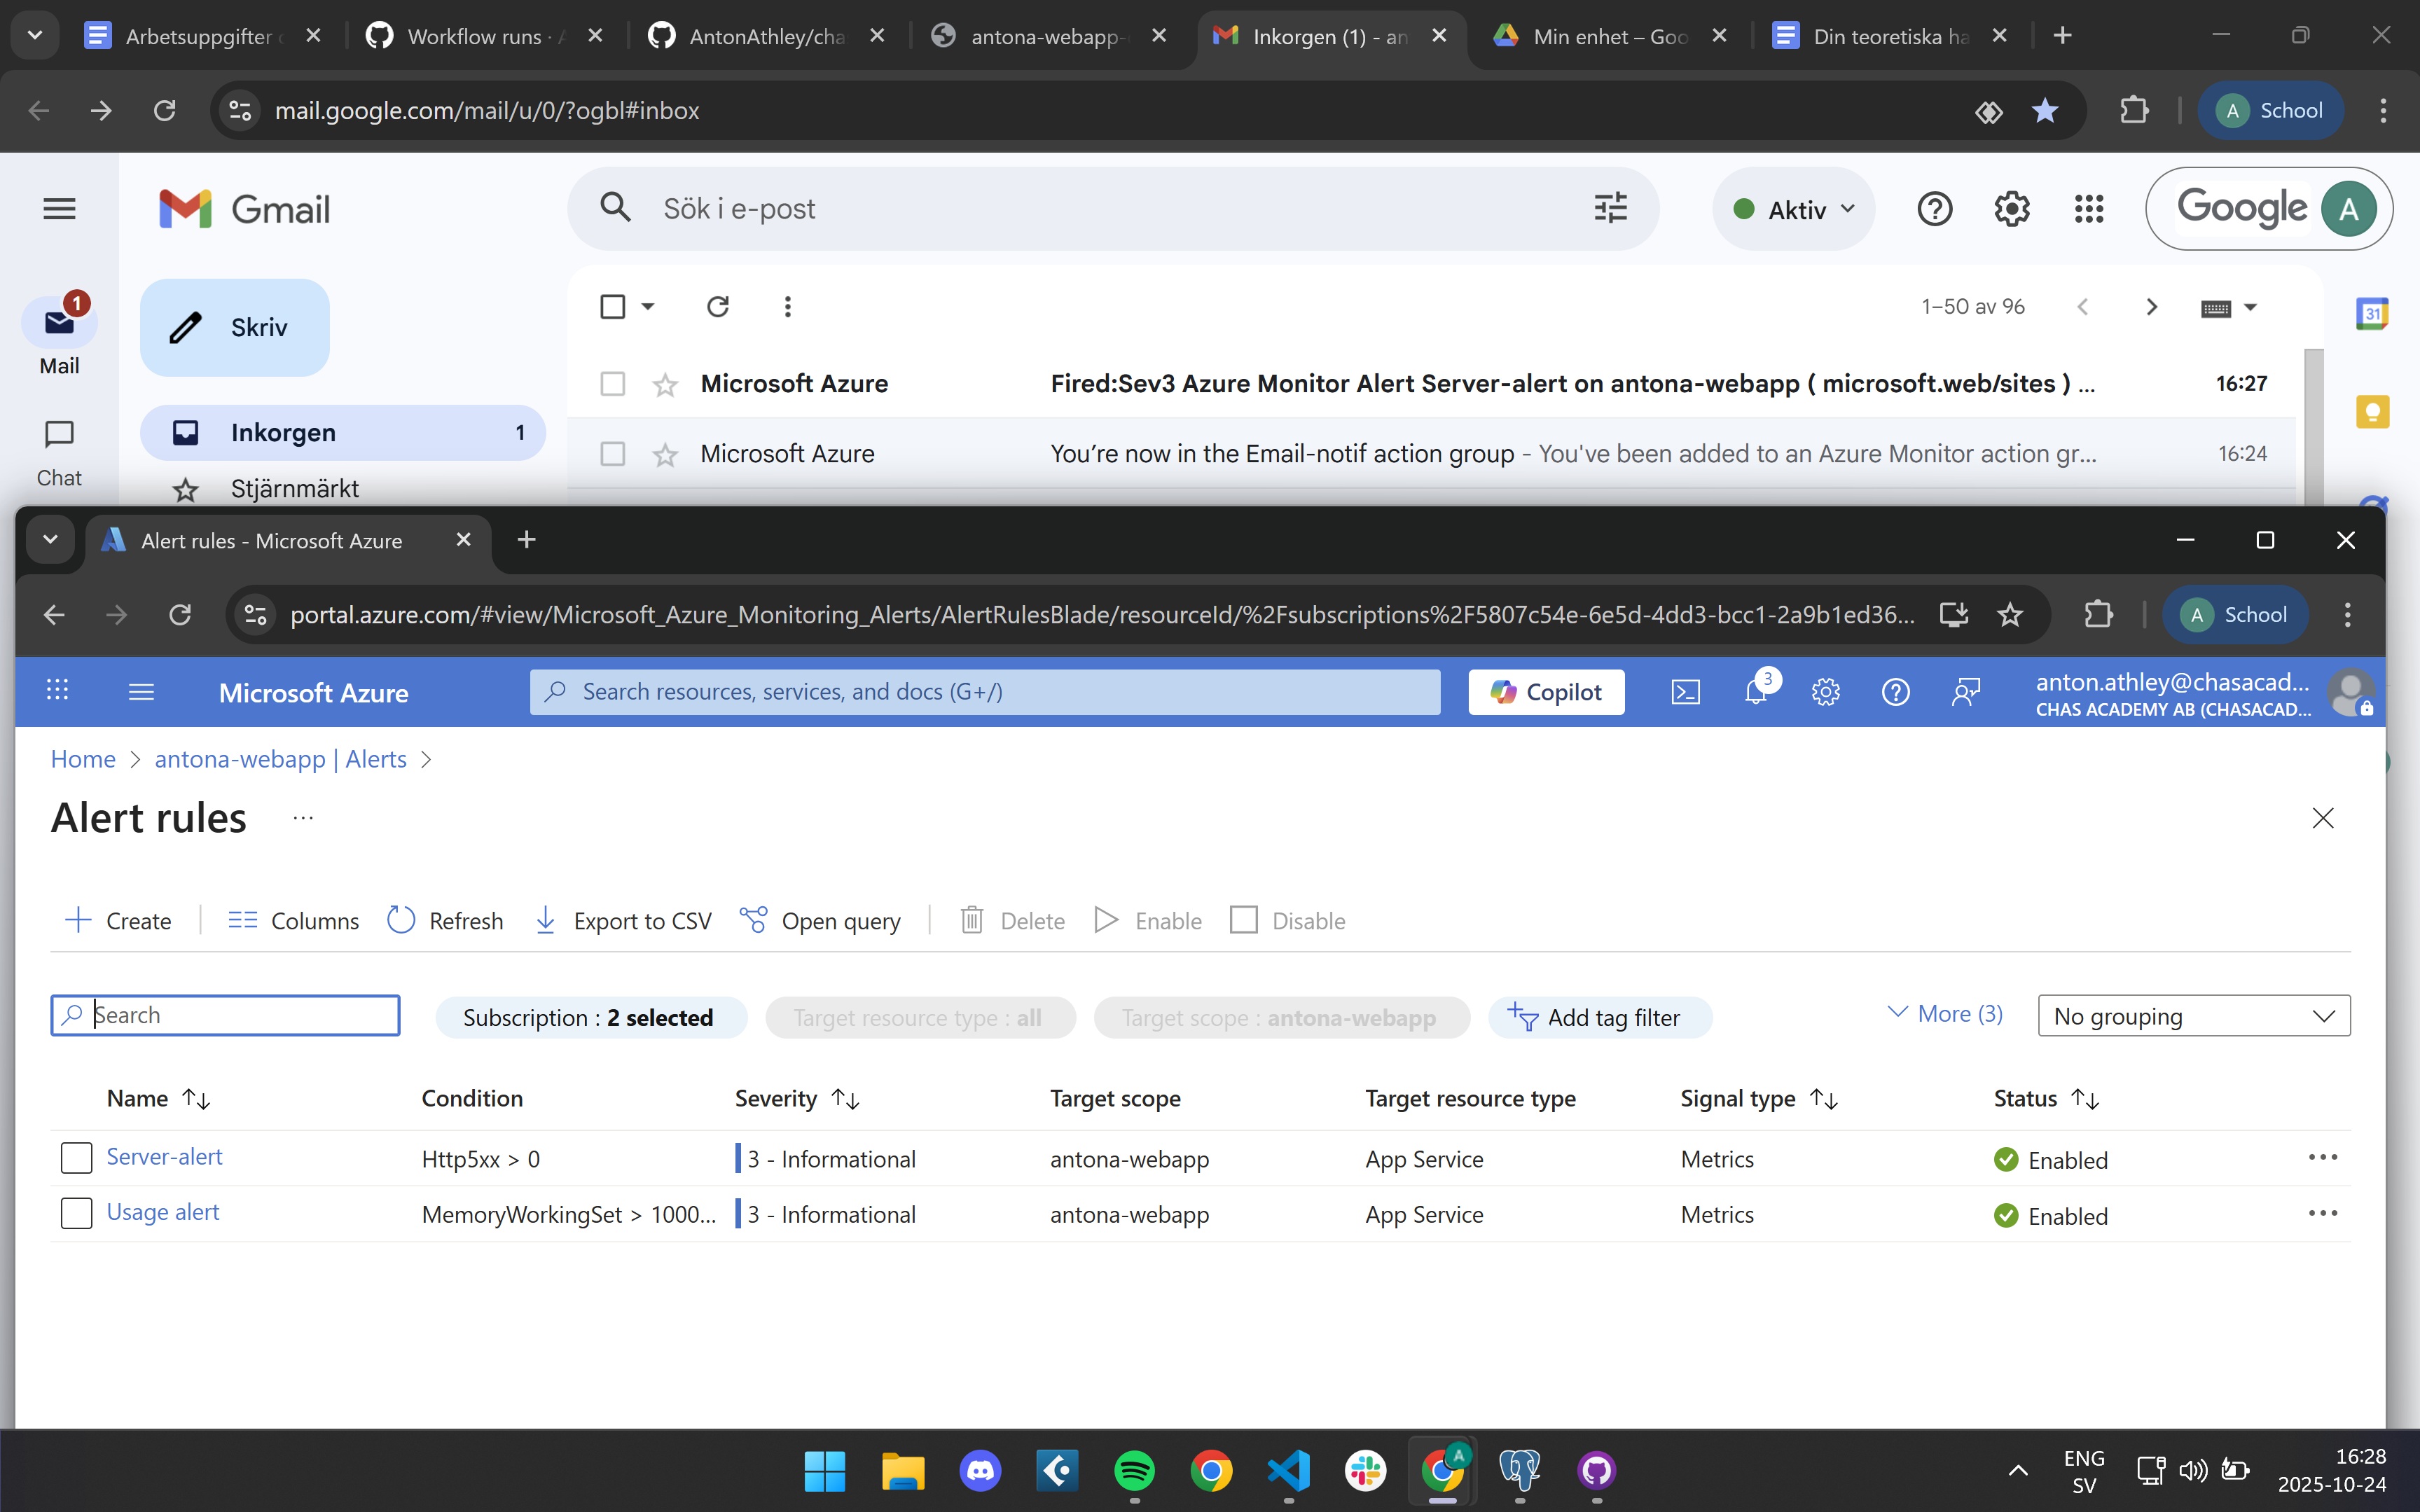 Arbetsuppgifter
Workflow runs ·
AntonAthley/cha
antona-webapp-
Inkorgen (1) - an
Min enhet – Goo
Din teoretiska ha
mail.google.com/mail/u/0/?ogbl#inbox
A School
Gmail
Sök i e-post
Aktiv
Google A
1
Mail
Chat
Skriv
Inkorgen 1
Stjärnmärkt
1–50 av 96
31
Microsoft Azure Fired:Sev3 Azure Monitor Alert Server-alert on antona-webapp ( microsoft.web/sites ) ... 16:27
Microsoft Azure You're now in the Email-notif action group - You've been added to an Azure Monitor action gr... 16:24
Alert rules - Microsoft Azure
portal.azure.com/#view/Microsoft_Azure_Monitoring_Alerts/AlertRulesBlade/resourceId/%2Fsubscriptions%2F5807c54e-6e5d-4dd3-bcc1-2a9b1ed36...
A School
Microsoft Azure
Search resources, services, and docs (G+/)
Copilot
3
anton.athley@chasacad...
CHAS ACADEMY AB (CHASACAD...
Home > antona-webapp | Alerts >
Alert rules ...
Create Columns Refresh Export to CSV Open query Delete Enable Disable
Search
Subscription : 2 selected
Target resource type : all
Target scope : antona-webapp
Add tag filter
More (3)
No grouping
Name Condition Severity Target scope Target resource type Signal type Status
Server-alert Http5xx > 0 3 - Informational antona-webapp App Service Metrics Enabled
Usage alert MemoryWorkingSet > 1000... 3 - Informational antona-webapp App Service Metrics Enabled
A
ENG
SV
16:28
2025-10-24